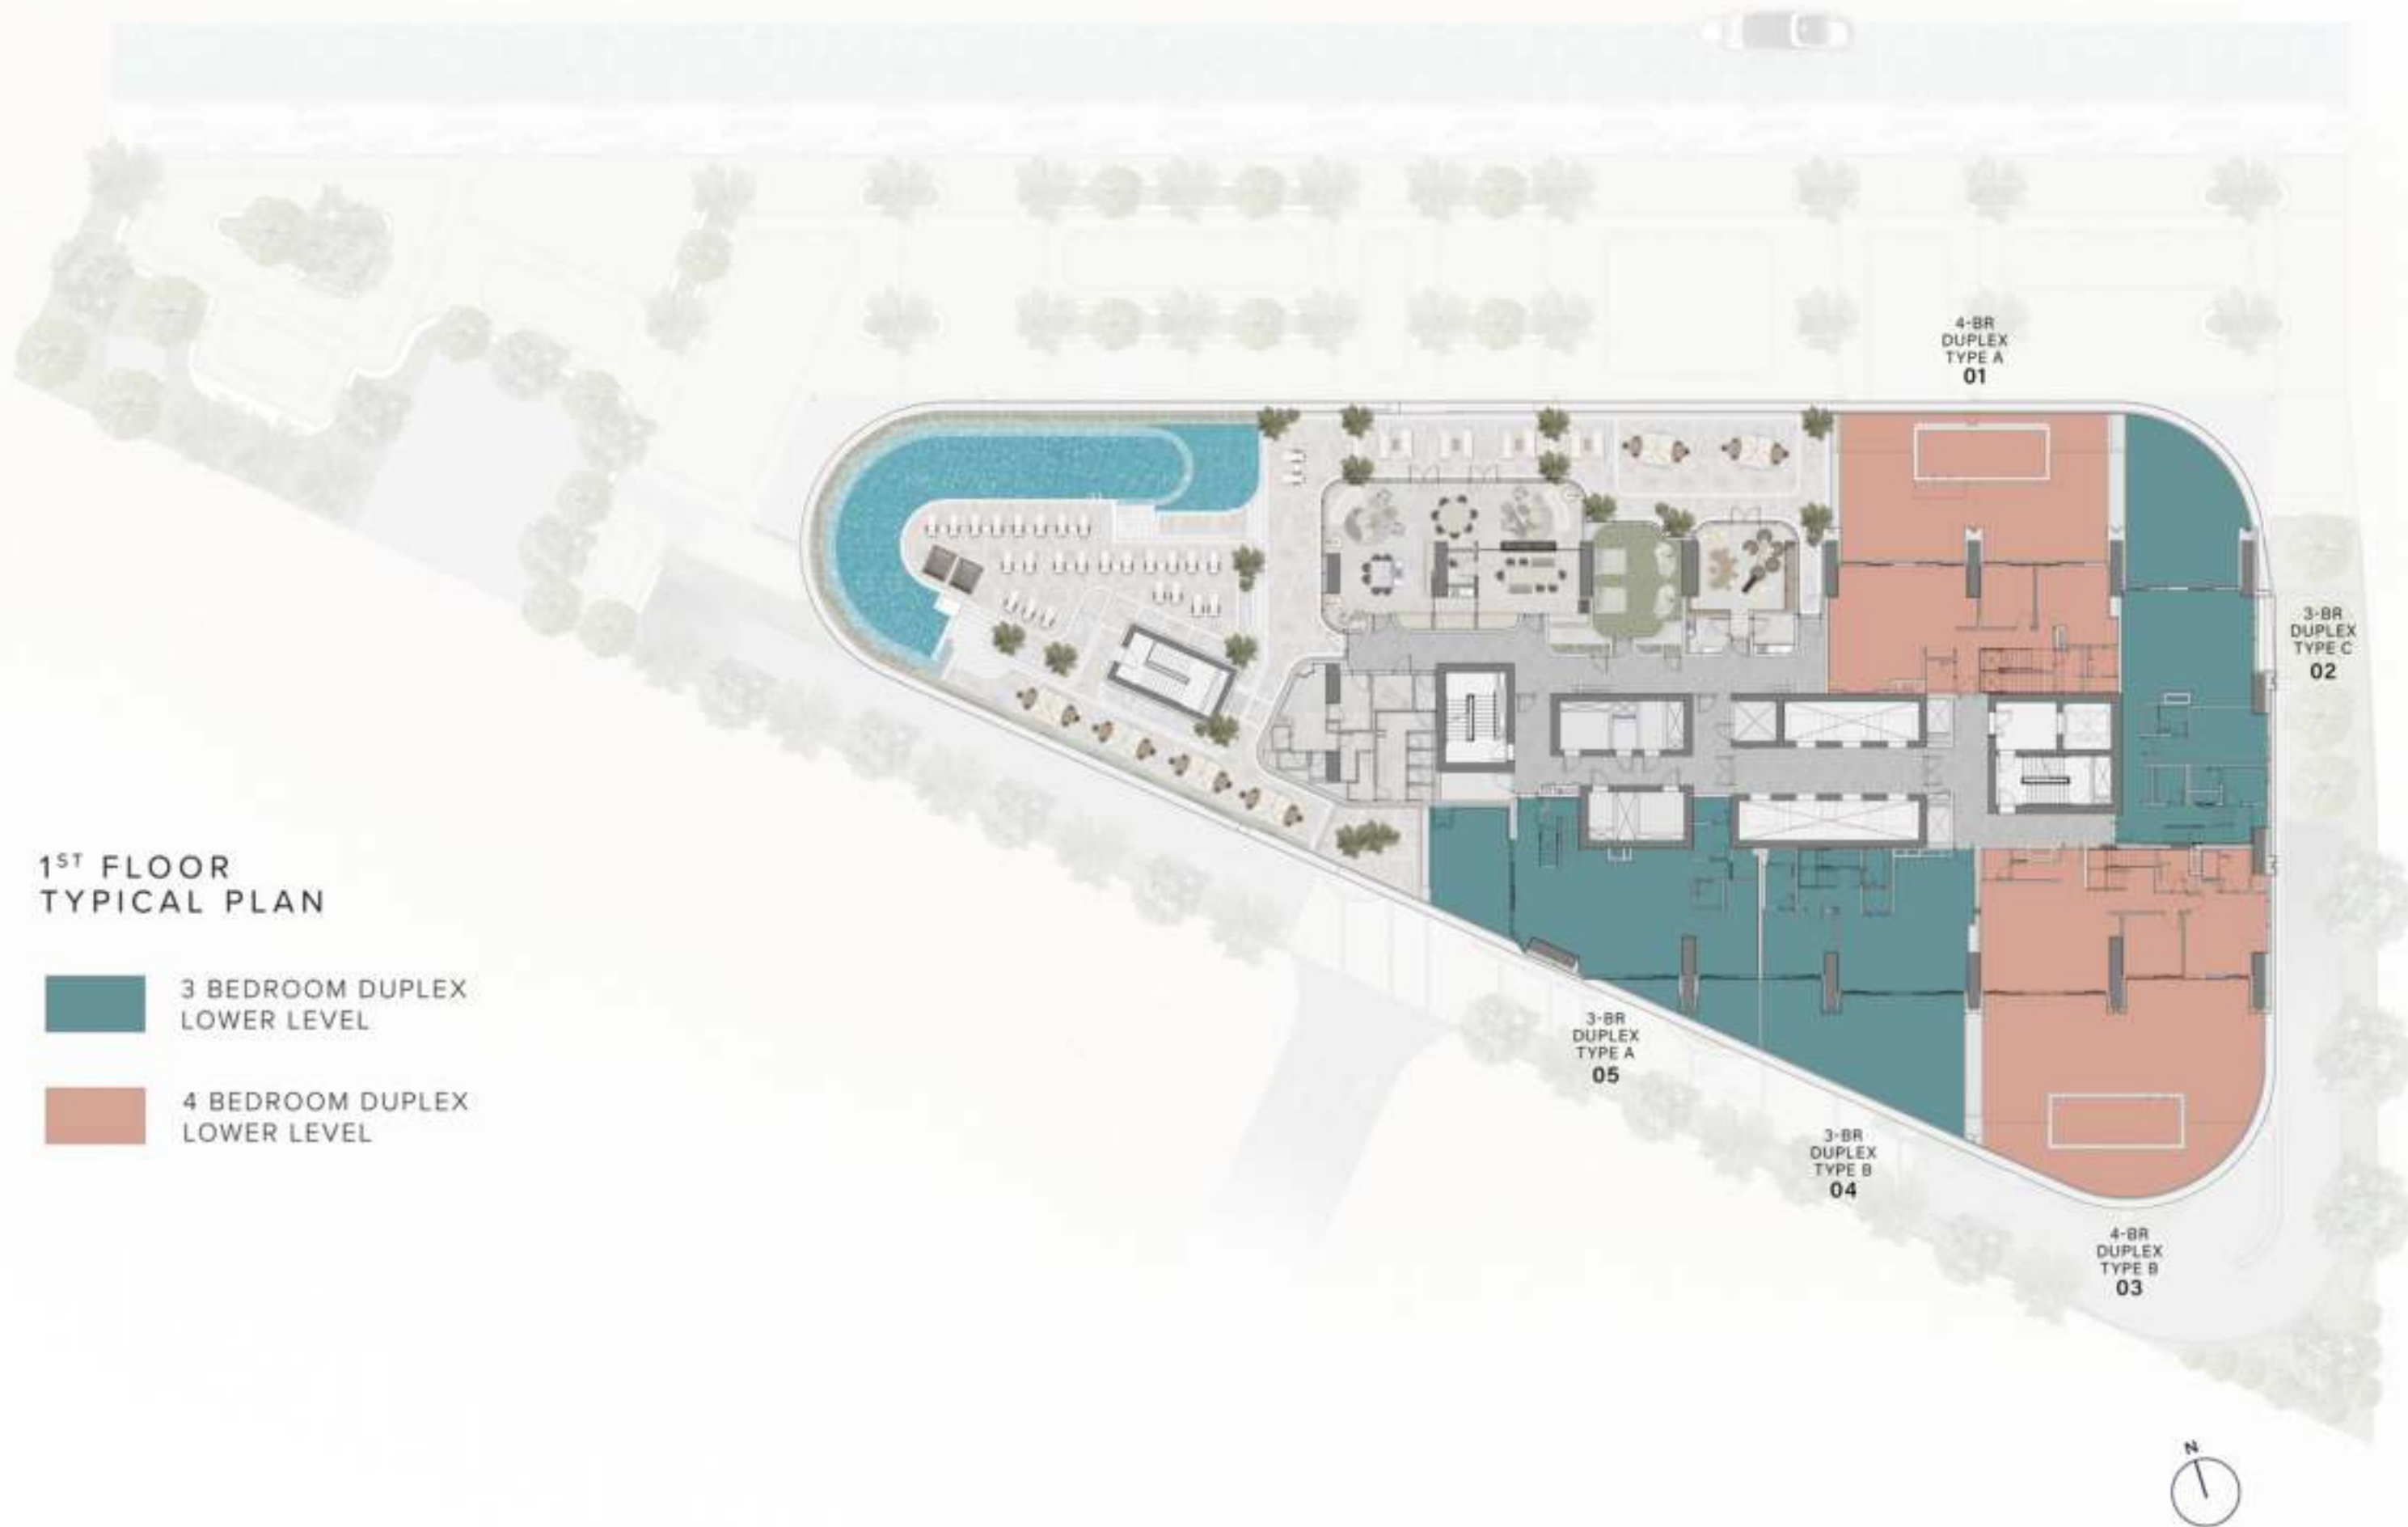 4-BR
DUPLEX
TYPE A
01
3-BR
DUPLEX
TYPE C
02
1ST FLOOR
TYPICAL PLAN
3 BEDROOM DUPLEX
LOWER LEVEL
4 BEDROOM DUPLEX
LOWER LEVEL
3-BR
DUPLEX
TYPE A
05
3-BR
DUPLEX
TYPE B
04
4-BR
DUPLEX
TYPE B
03
N